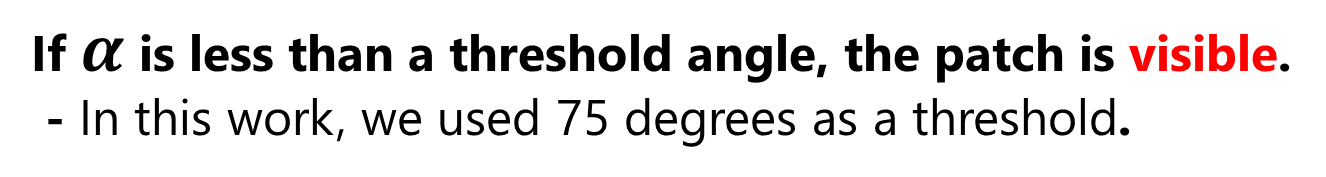 If α is less than a threshold angle, the patch is visible.
- In this work, we used 75 degrees as a threshold.